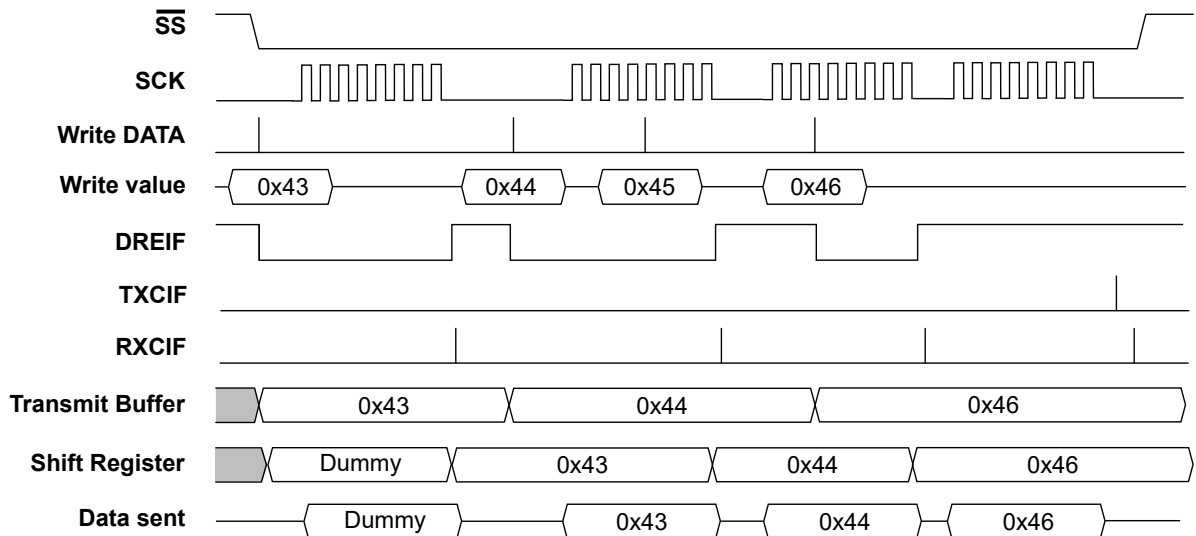 SS
SCK
Write DATA
Write value 0x43 0x44 0x45 0x46
DREIF
TXCIF
RXCIF
Transmit Buffer 0x43 0x44 0x46
Shift Register Dummy 0x43 0x44 0x46
Data sent Dummy 0x43 0x44 0x46